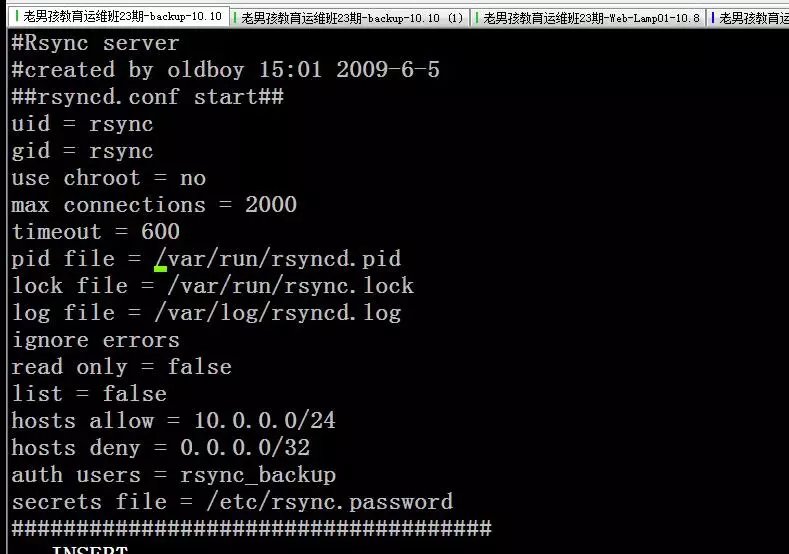 老男孩教育运维班23期-backup-10.10
老男孩教育运维班23期-backup-10.10 (1)
老男孩教育运维班23期-Web-Lamp01-10.8
老男孩教育运
#Rsync server
#created by oldboy 15:01 2009-6-5
##rsyncd.conf start##
uid = rsync
gid = rsync
use chroot = no
max connections = 2000
timeout = 600
pid file = /var/run/rsyncd.pid
lock file = /var/run/rsync.lock
log file = /var/log/rsyncd.log
ignore errors
read only = false
list = false
hosts allow = 10.0.0.0/24
hosts deny = 0.0.0.0/32
auth users = rsync_backup
secrets file = /etc/rsync.password
#####################################
INSERT